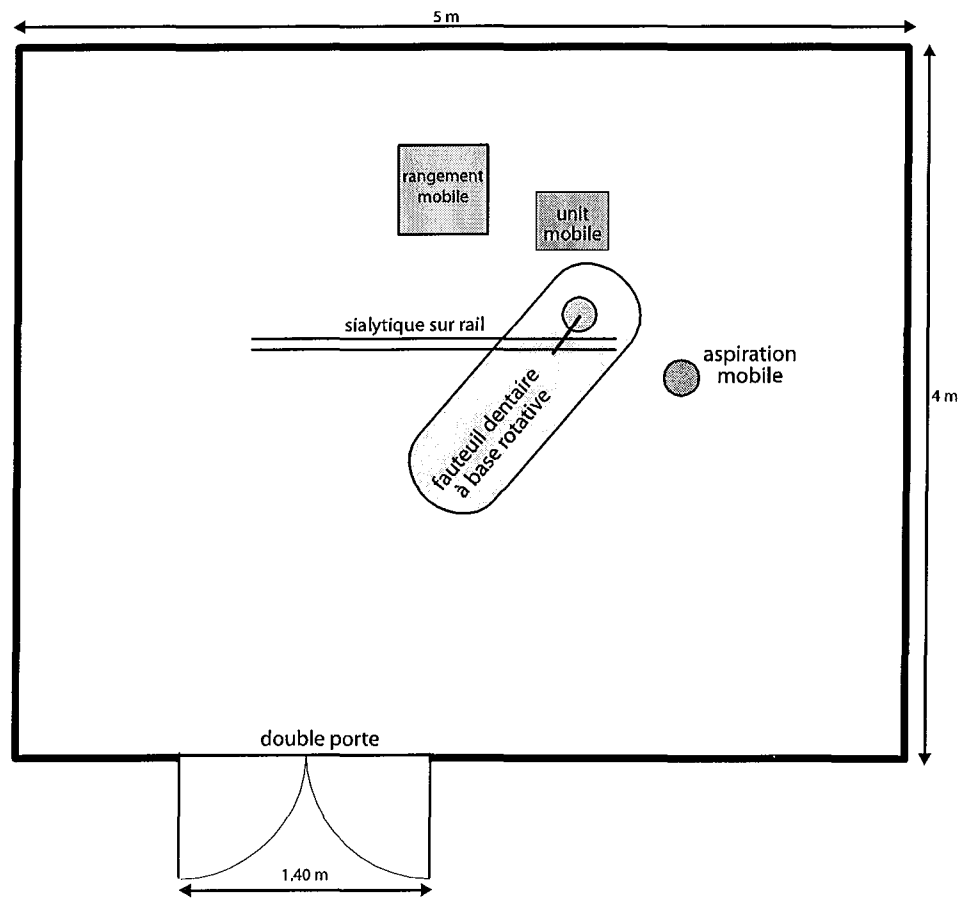 5 m
rangement
mobile
unit
mobile
sialytique sur rail
aspiration
mobile
4 m
fauteuil dentaire
à base rotative
double porte
1,40 m